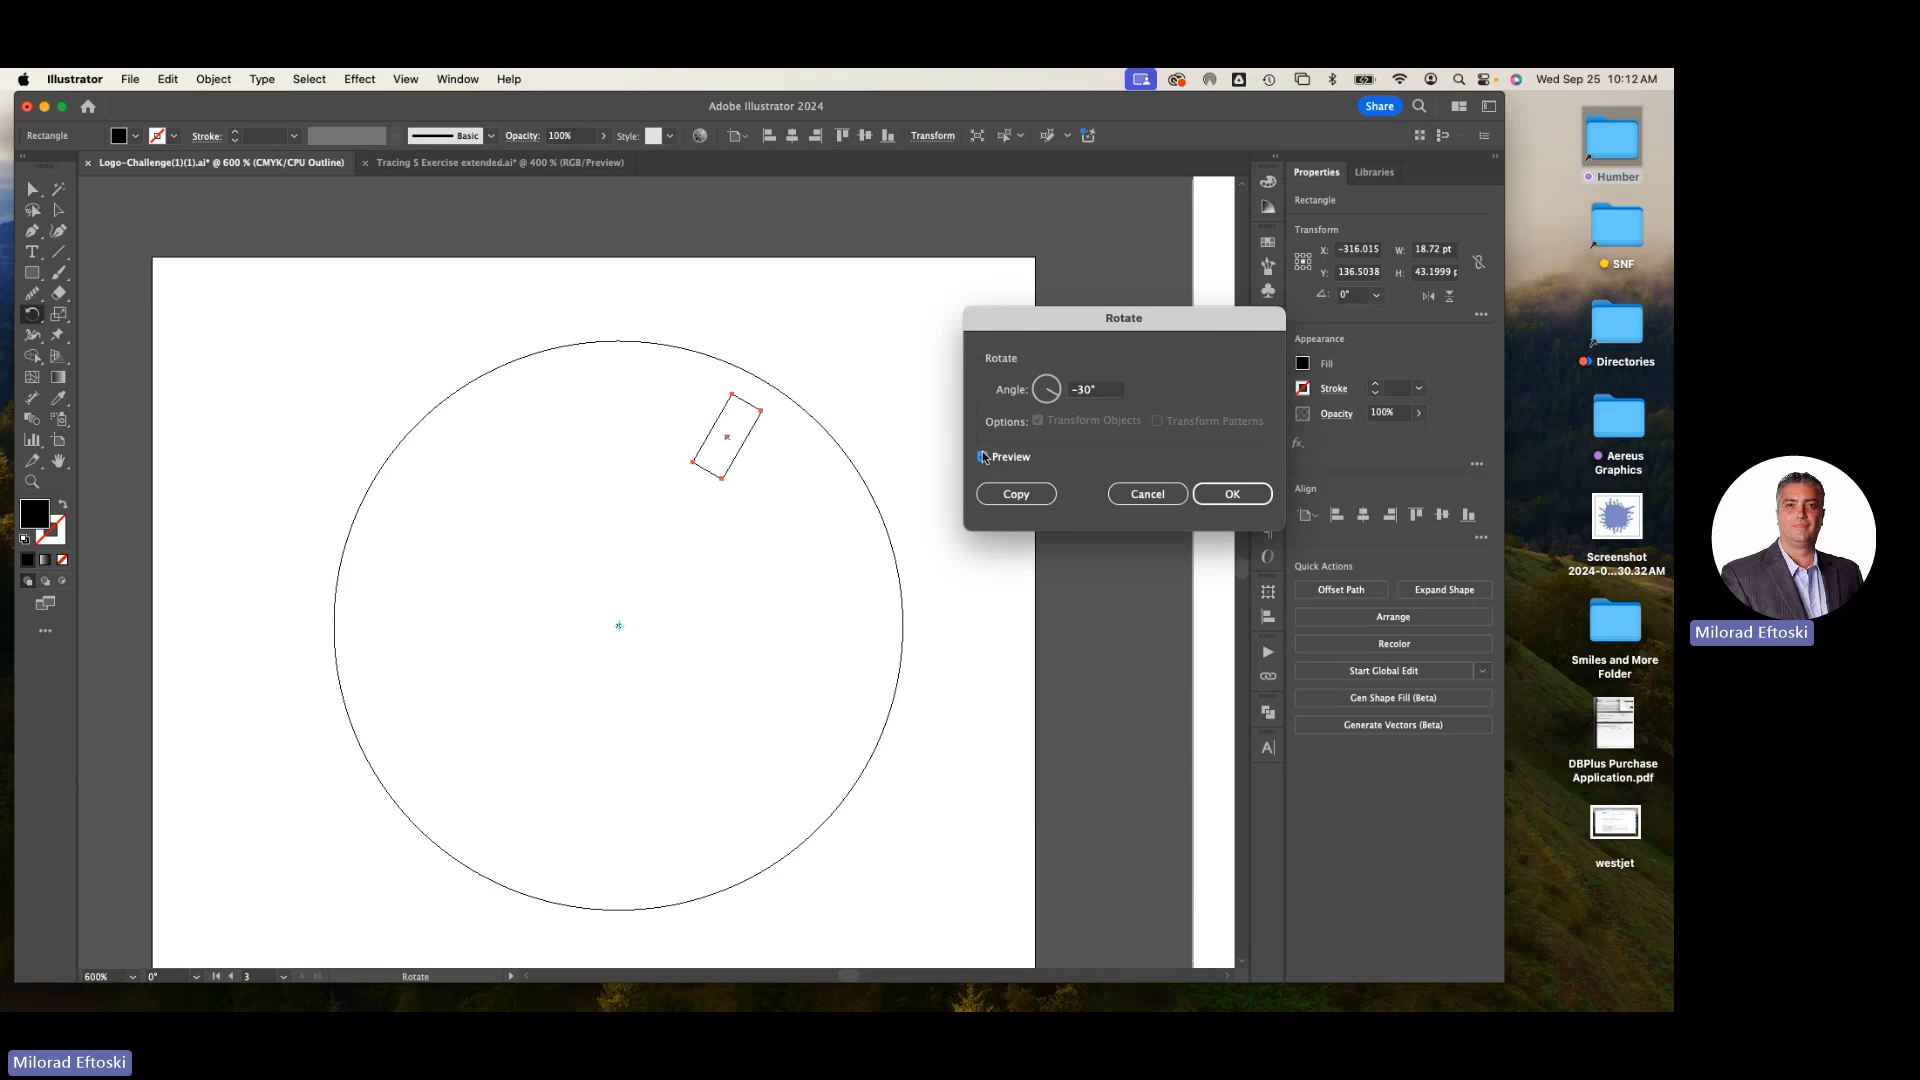 Illustrator File Edit Object Type Select Effect View Window Help
Wed Sep 25 10:12 AM
Adobe Illustrator 2024
Share
Rectangle
Stroke:
Basic
Opacity: 100%
Style:
Transform
× Logo-Challenge(1)(1).ai* @ 600 % (CMYK/CPU Outline)
× Tracing S Exercise extended.ai* @ 400 % (RGB/Preview)
Properties Libraries
Rectangle
Transform
X: -316.015 W: 18.72 pt
Y: 136.5038 H: 43.1999 p
0°
Rotate
Rotate
Angle: -30°
Options: Transform Objects Transform Patterns
Preview
Copy Cancel OK
Appearance
Fill
Stroke
Opacity 100%
fx.
Align
Quick Actions
Offset Path Expand Shape
Arrange
Recolor
Start Global Edit
Gen Shape Fill (Beta)
Generate Vectors (Beta)
600% 0° 3 Rotate
Humber
SNF
Directories
Aereus
Graphics
Screenshot
2024-0...30.32 AM
Smiles and More
Folder
DBPlus Purchase
Application.pdf
westjet
Milorad Eftoski
Milorad Eftoski